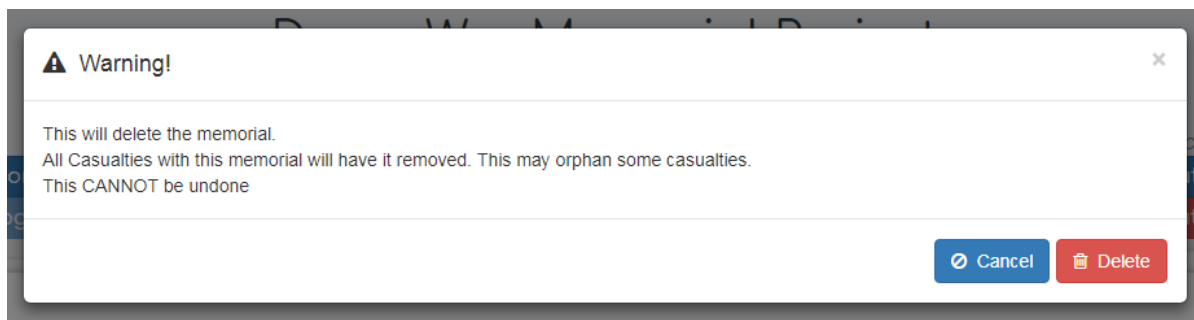 Warning!
×
This will delete the memorial.
All Casualties with this memorial will have it removed. This may orphan some casualties.
This CANNOT be undone
Cancel
Delete